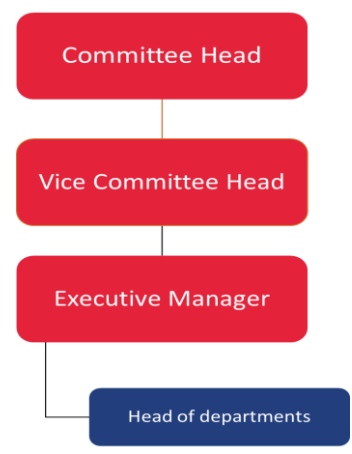 Committee Head
Vice Committee Head
Executive Manager
Head of departments